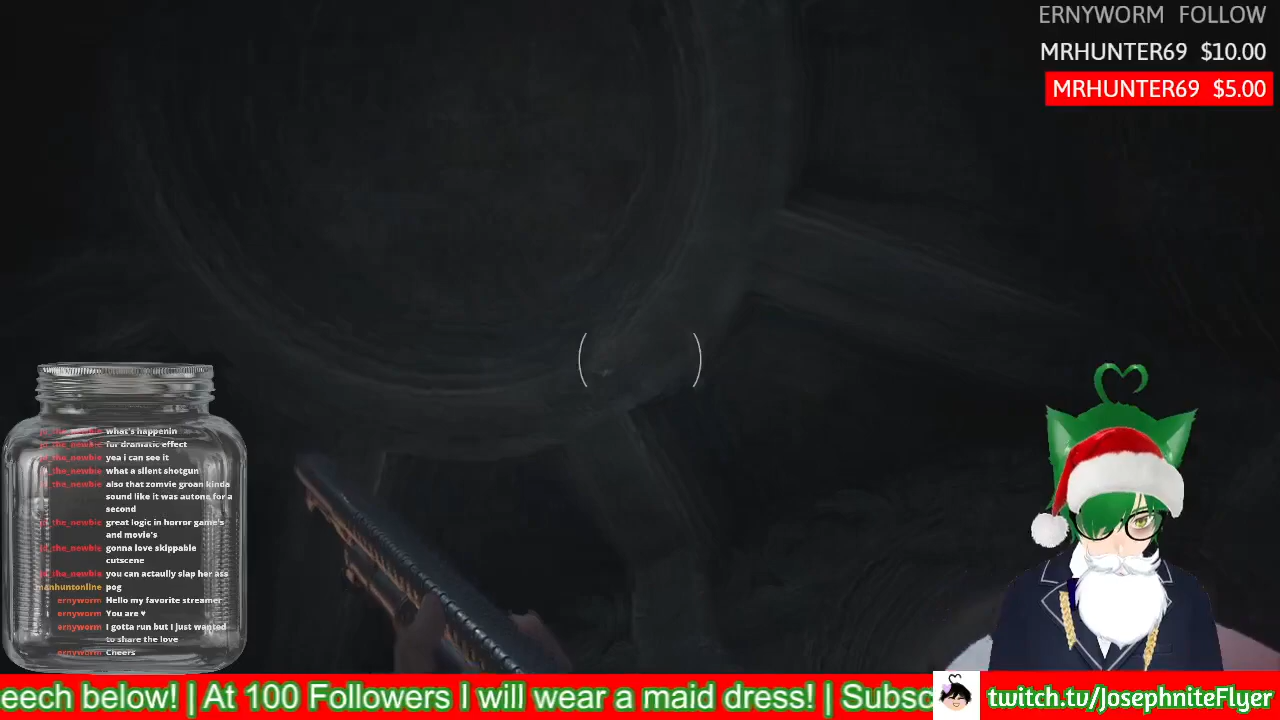 ERNYWORM FOLLOW
MRHUNTER69 $10.00
MRHUNTER69 $5.00
what's happenin
for dramatic effect
yea i can see it
what a silent shotgun
also that zomvie groan kinda
sound like it was autone for a
second
great logic in horror game's
and movie's
gonna love skippable
cutscene
you can actaully slap her ass
manhuntonline pog
ernyworm Hello my favorite streamer
ernyworm You are ♥
ernyworm I gotta run but I just wanted
to share the love
ernyworm Cheers
eech below! | At 100 Followers I will wear a maid dress! | Subsc
twitch.tv/JosephniteFlyer